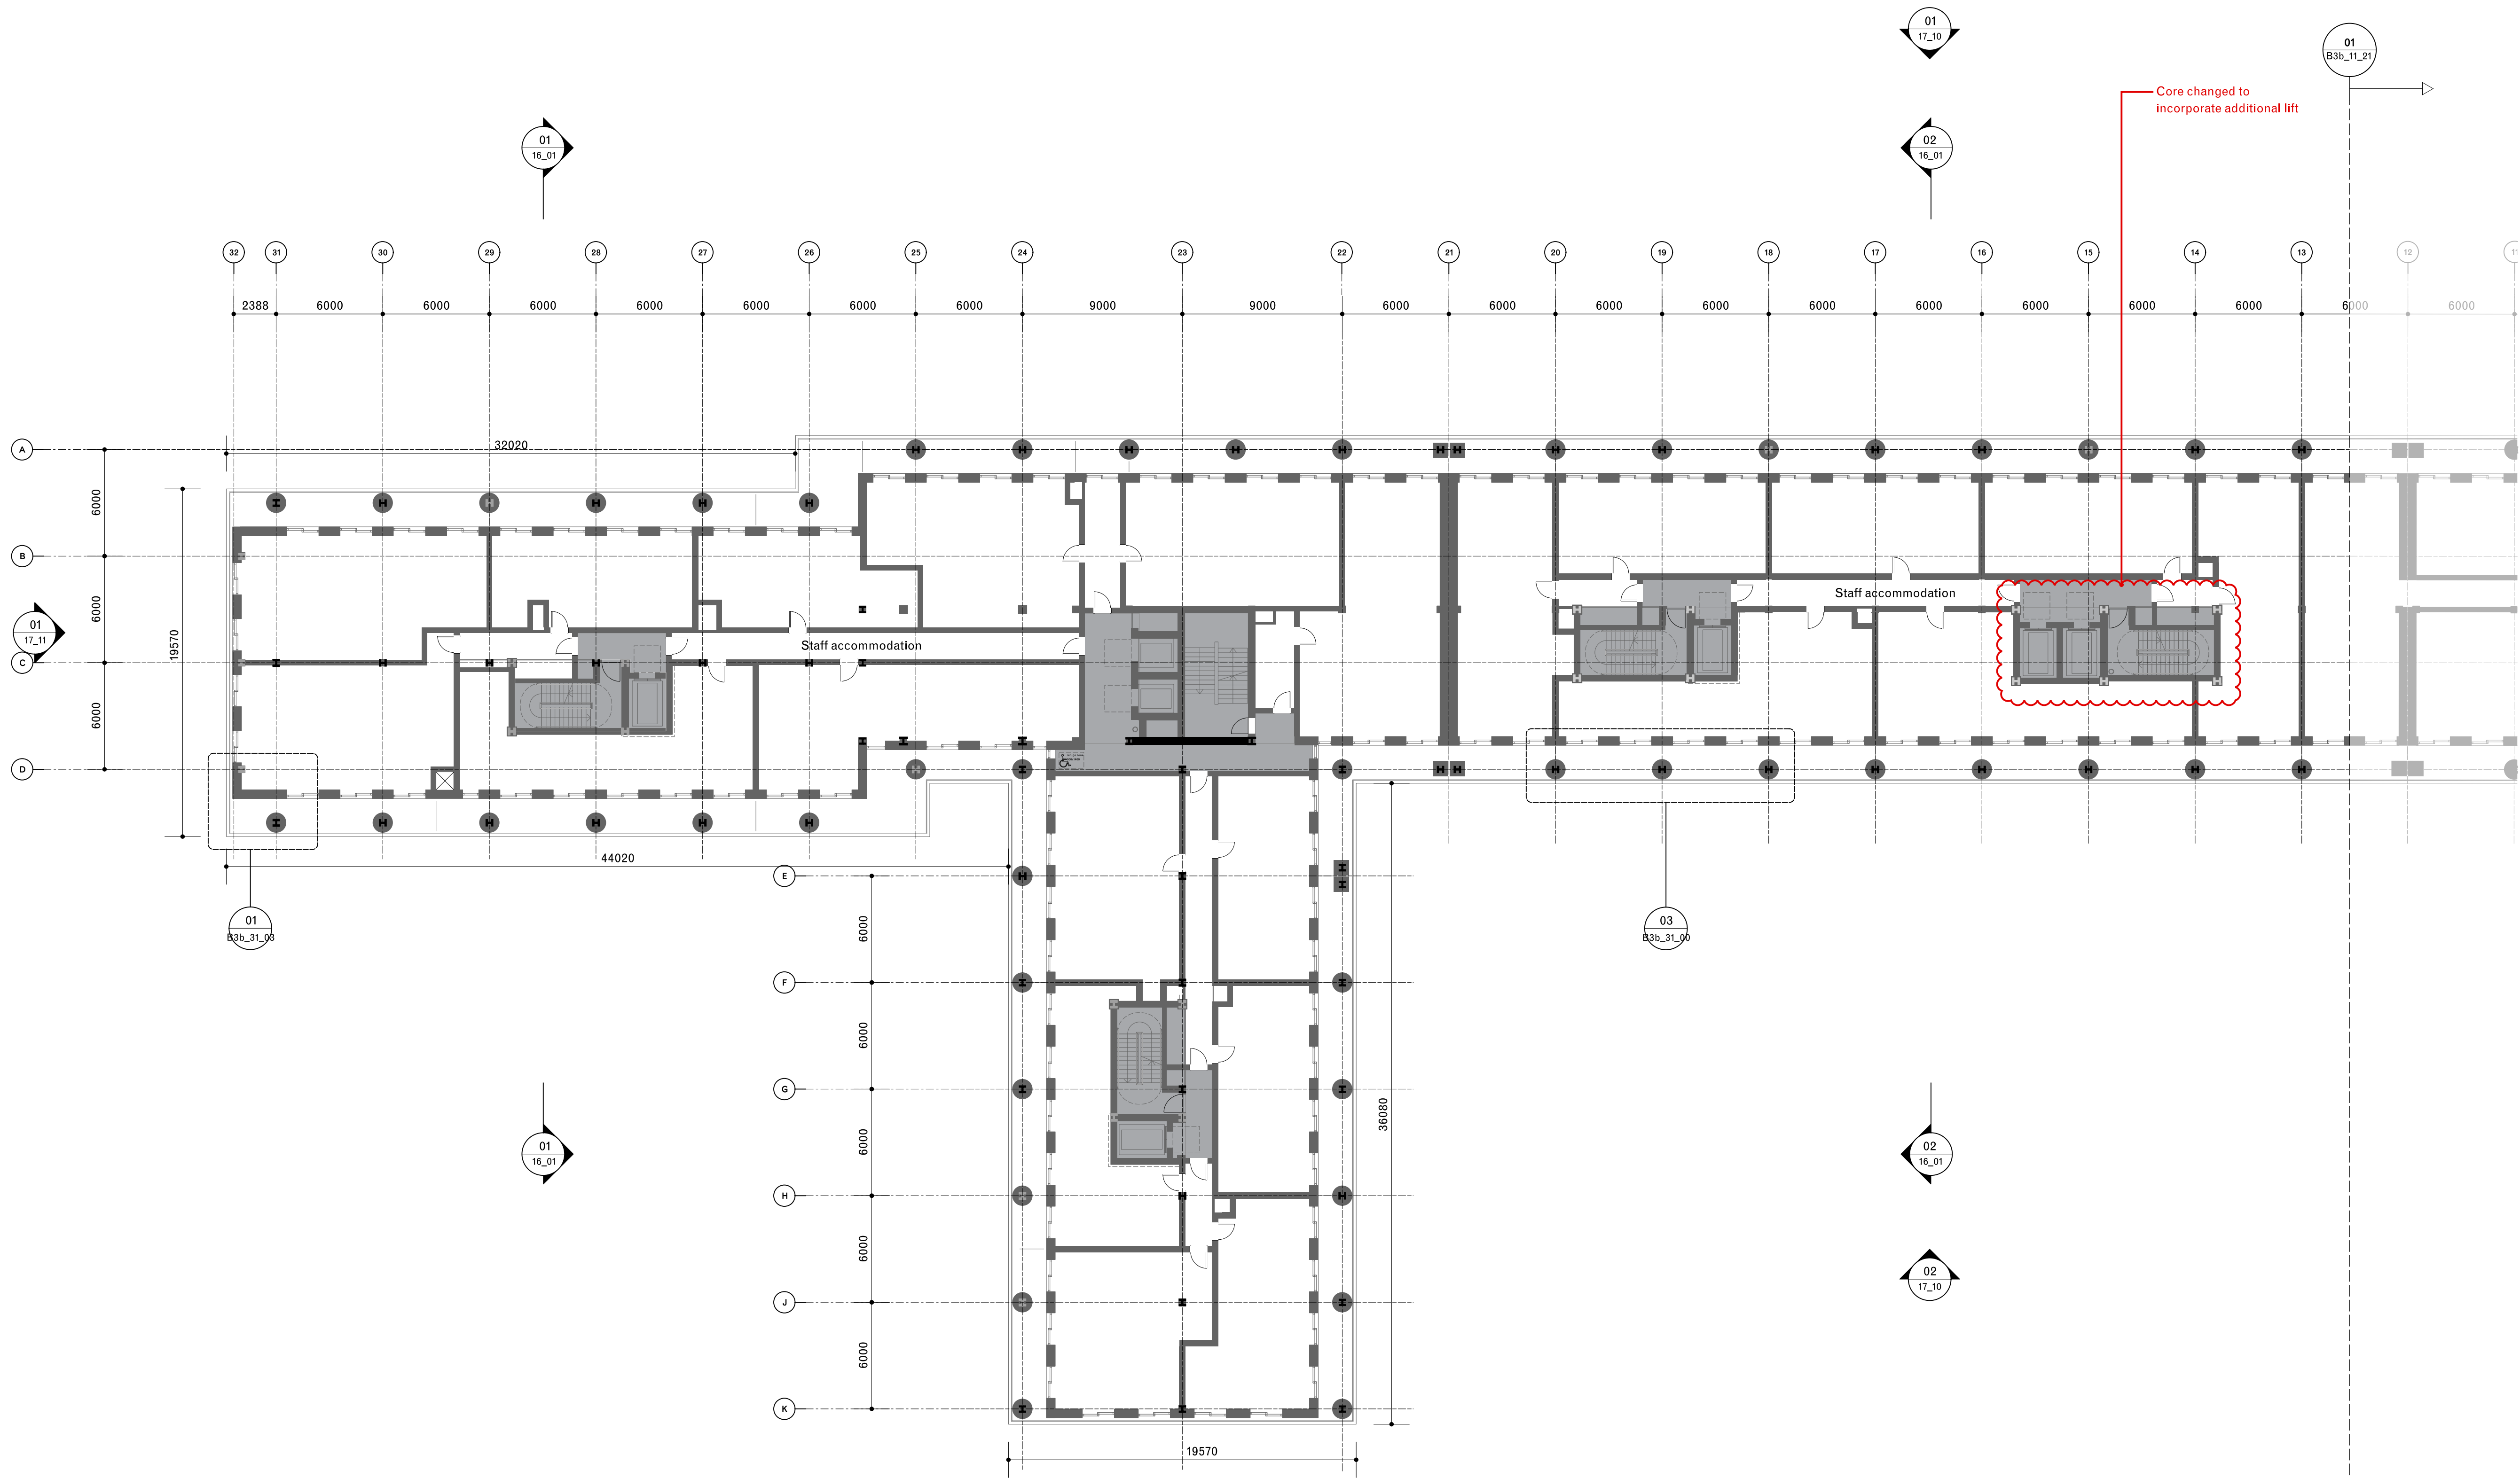 01
17_10
01
B3b_11_21
Core changed to
incorporate additional lift
01
16_01
02
16_01
32 31 30 29 28 27 26 25 24 23 22 21 20 19 18 17 16 15 14 13 12 11
2388 6000 6000 6000 6000 6000 6000 6000 9000 9000 6000 6000 6000 6000 6000 6000 6000 6000 6000 6000 6000
A
32020
6000
B
6000
Staff accommodation
01
17_11
19570
Staff accommodation
C
6000
D
44020
E
01
B3b_31_03
03
B3b_31_00
6000
F
6000
G
36080
01
16_01
6000
02
16_01
H
6000
02
17_10
J
6000
K
19570